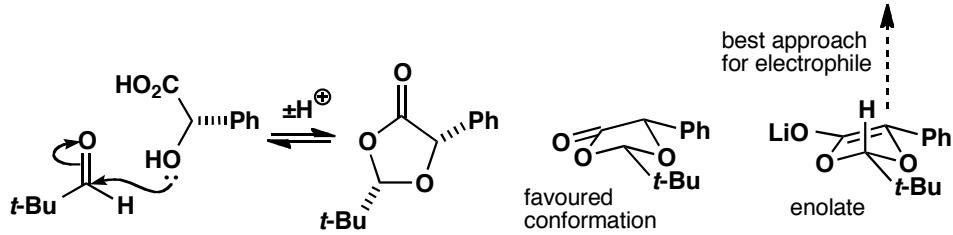 best approach
for electrophile
HO₂C
Ph
HO
O
t-Bu
H
±H⊕
O
O
O
Ph
t-Bu
O
O
O
Ph
t-Bu
favoured
conformation
H
LiO
O
O
Ph
t-Bu
enolate